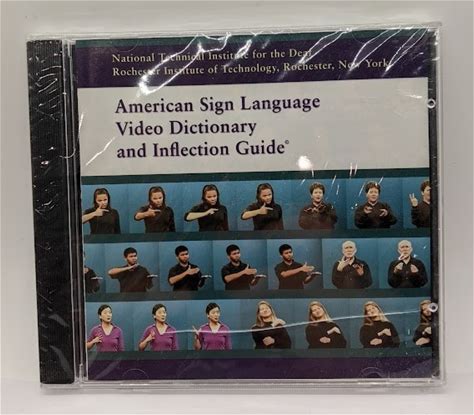 National Technical Institute for the Deaf
Rochester Institute of Technology, Rochester, New York
American Sign Language
Video Dictionary
and Inflection Guide®